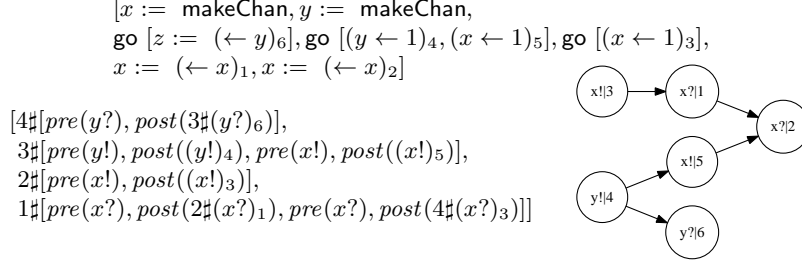 [x := makeChan, y := makeChan,
go [z := (← y)₆], go [(y ← 1)₄, (x ← 1)₅], go [(x ← 1)₃],
x := (← x)₁, x := (← x)₂]
[4♯[pre(y?), post(3♯(y?)₆)],
3♯[pre(y!), post((y!)₄), pre(x!), post((x!)₅)],
2♯[pre(x!), post((x!)₃)],
1♯[pre(x?), post(2♯(x?)₁), pre(x?), post(4♯(x?)₃)]]
x!|3
x?|1
x?|2
x!|5
y!|4
y?|6